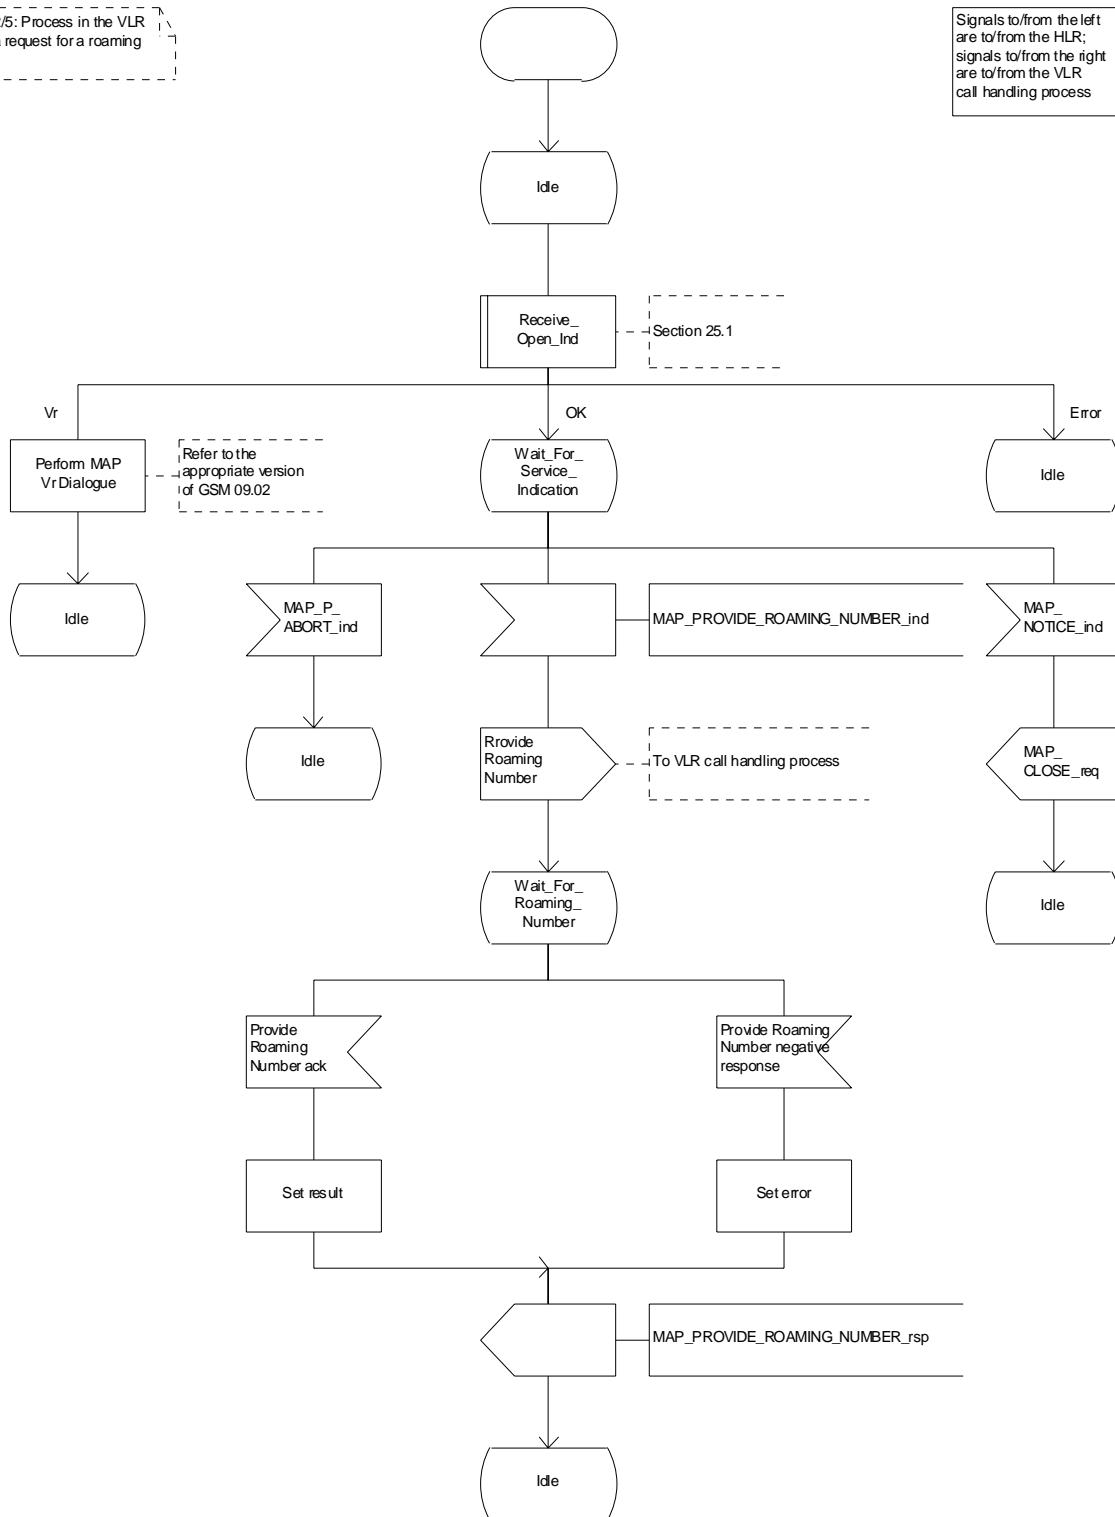 /5: Process in the VLR
request for a roaming
Signals to/from the left
are to/from the HLR;
signals to/from the right
are to/from the VLR
call handling process
Idle
Receive_
Open_Ind
Section 25.1
Vr
OK
Error
Perform MAP
Vr Dialogue
Refer to the
appropriate version
of GSM 09.02
Wait_For_
Service_
Indication
Idle
Idle
MAP_P_
ABORT_ind
MAP_PROVIDE_ROAMING_NUMBER_ind
MAP_
NOTICE_ind
Idle
Rrovide
Roaming
Number
To VLR call handling process
MAP_
CLOSE_req
Wait_For_
Roaming_
Number
Idle
Provide
Roaming
Number ack
Provide Roaming
Number negative
response
Set result
Set error
MAP_PROVIDE_ROAMING_NUMBER_rsp
Idle